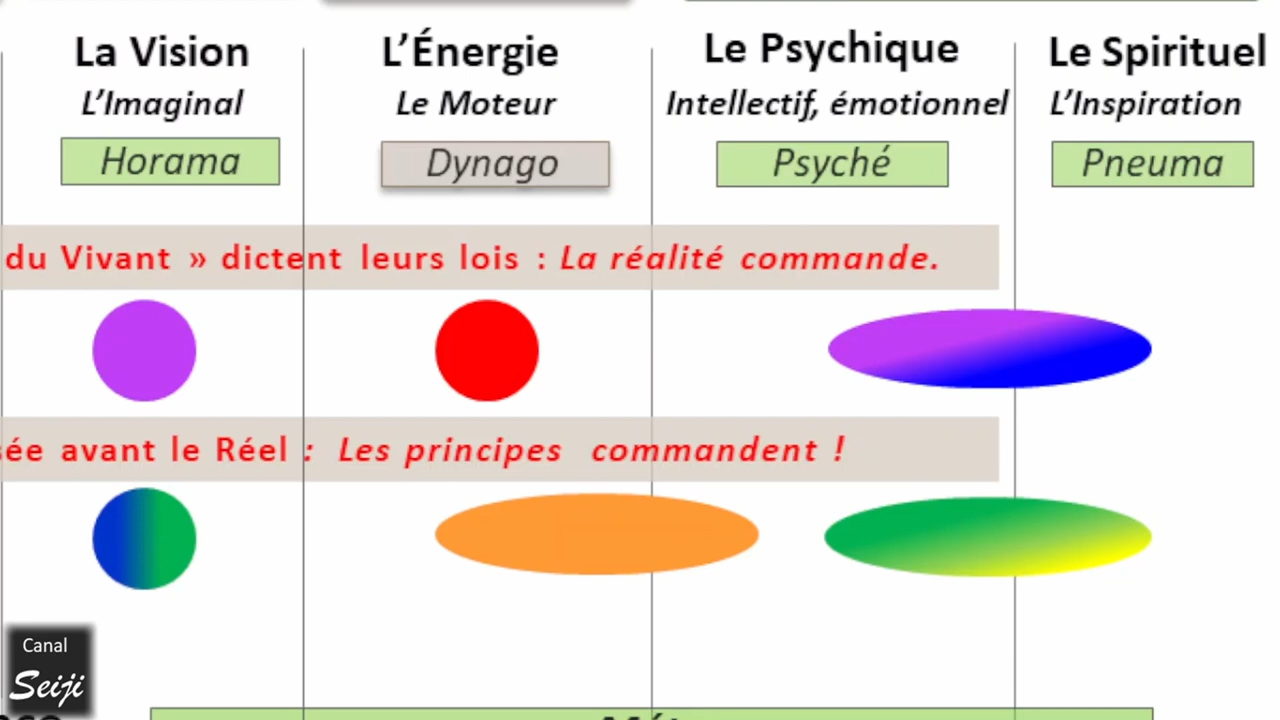 La Vision
L’Énergie
Le Psychique
Le Spirituel
L’Imaginal
Le Moteur
Intellectif, émotionnel
L’Inspiration
Horama
Dynago
Psyché
Pneuma
du Vivant » dictent leurs lois : La réalité commande.
avant le Réel : Les principes commandent !
Canal
Seiji